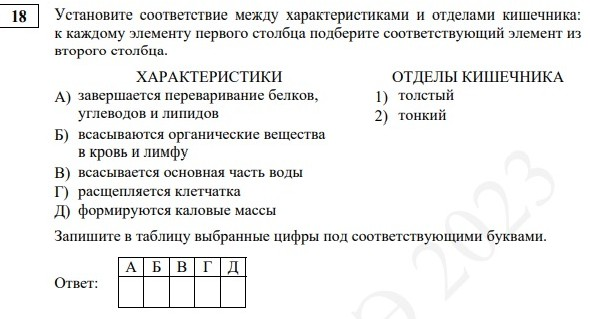 18 Установите соответствие между характеристиками и отделами кишечника:
к каждому элементу первого столбца подберите соответствующий элемент из
второго столбца.
ХАРАКТЕРИСТИКИ
А) завершается переваривание белков,
углеводов и липидов
Б) всасываются органические вещества
в кровь и лимфу
В) всасывается основная часть воды
Г) расщепляется клетчатка
Д) формируются каловые массы
ОТДЕЛЫ КИШЕЧНИКА
1) толстый
2) тонкий
Запишите в таблицу выбранные цифры под соответствующими буквами.
Ответ:
А Б В Г Д
Э 2023